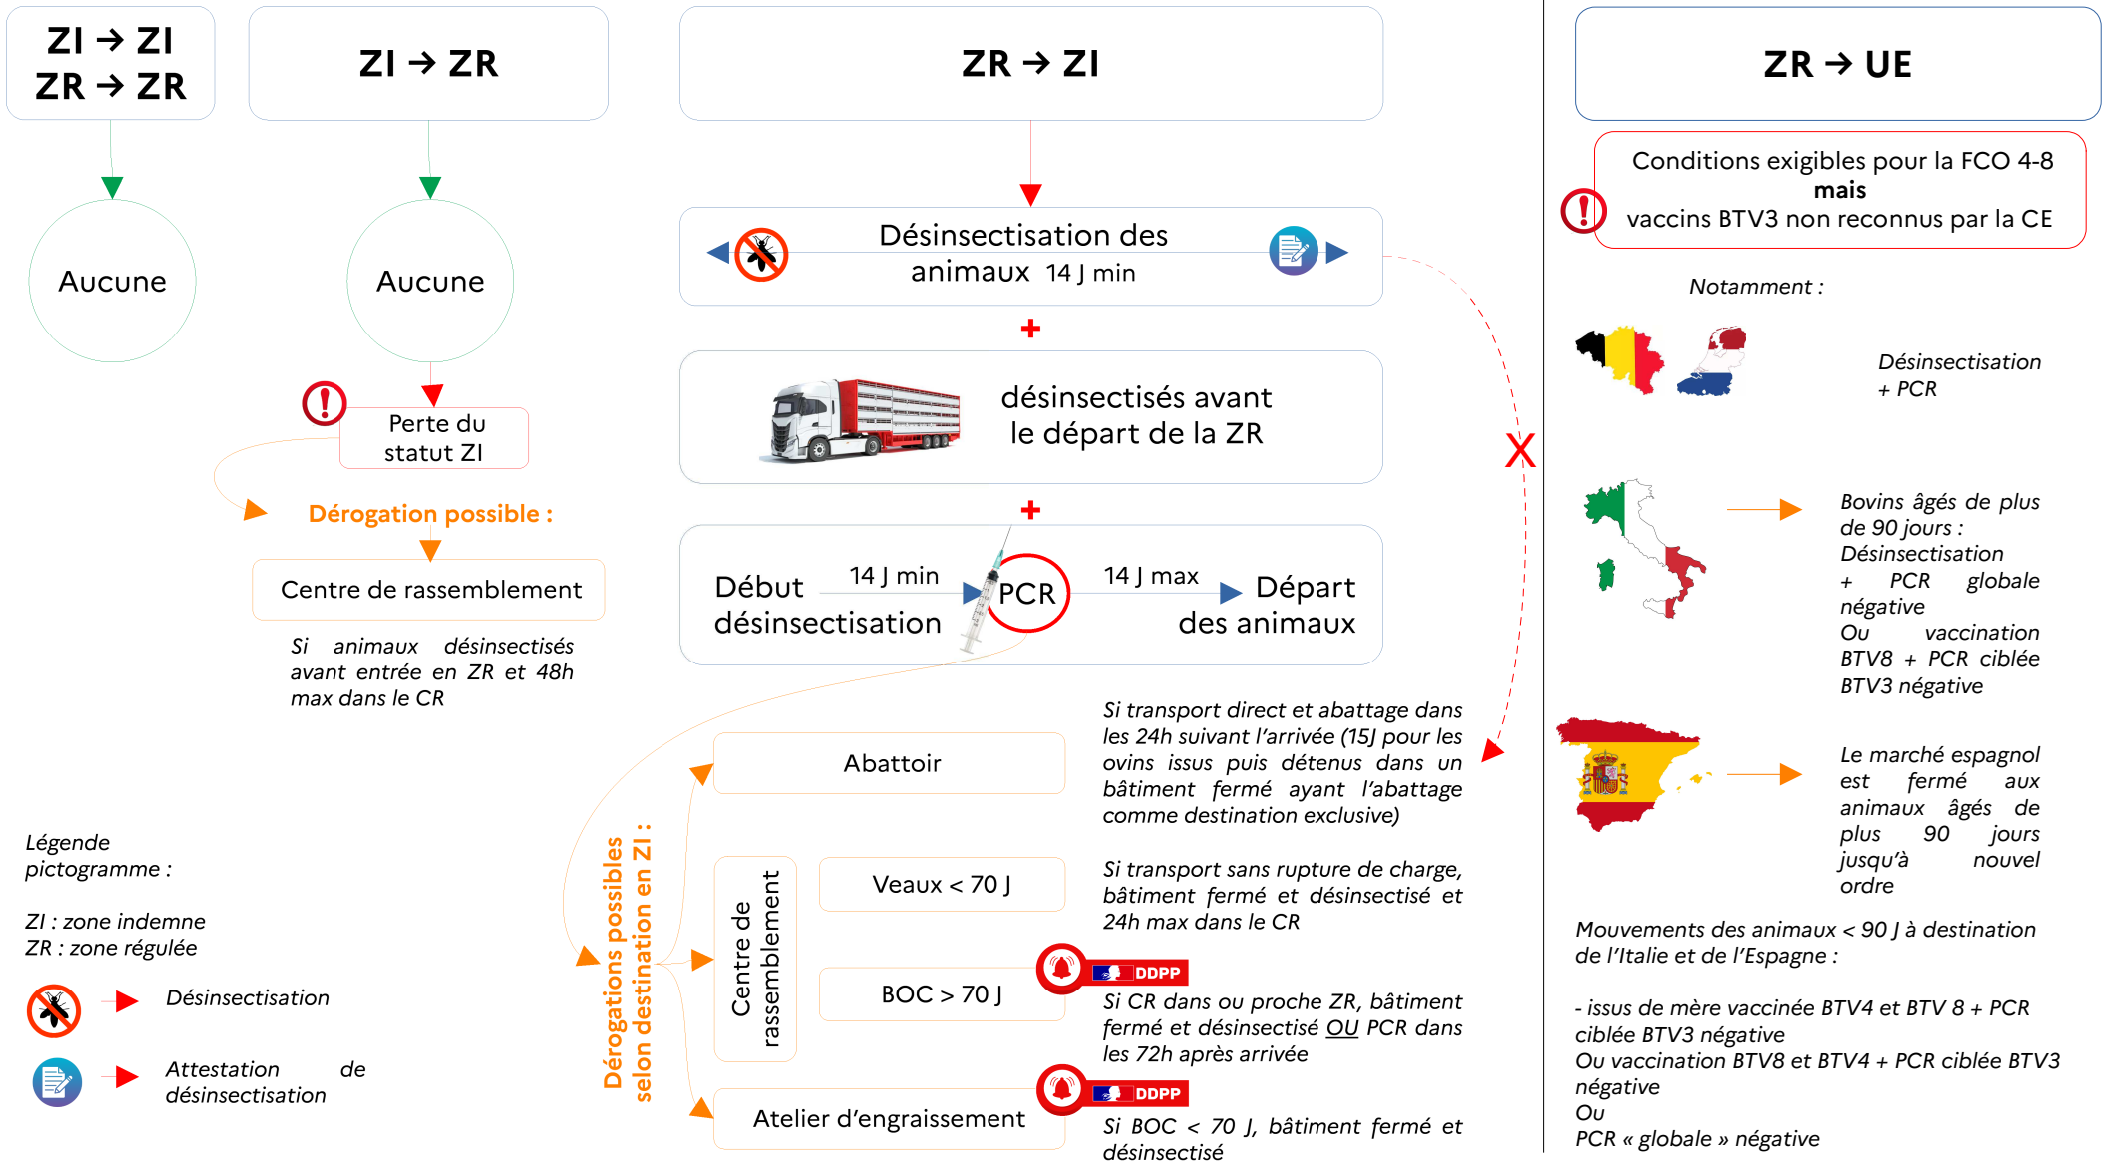 ZI → ZI
ZR → ZR
Aucune
ZI → ZR
Aucune
Perte du
statut ZI
Dérogation possible :
Centre de rassemblement
Si animaux désinsectisés
avant entrée en ZR et 48h
max dans le CR
Légende
pictogramme :
ZI : zone indemne
ZR : zone régulée
Désinsectisation
Attestation de
désinsectisation
ZR → ZI
Désinsectisation des
animaux 14 J min
+
désinsectisés avant
le départ de la ZR
+
Début
désinsectisation
14 J min
PCR
14 J max
Départ
des animaux
X
Dérogations possibles
selon destination en ZI :
Abattoir
Si transport direct et abattage dans
les 24h suivant l'arrivée (15J pour les
ovins issus puis détenus dans un
bâtiment fermé ayant l'abattage
comme destination exclusive)
Centre de
rassemblement
Veaux < 70 J
Si transport sans rupture de charge,
bâtiment fermé et désinsectisé et
24h max dans le CR
BOC > 70 J
DDPP
Si CR dans ou proche ZR, bâtiment
fermé et désinsectisé OU PCR dans
les 72h après arrivée
Atelier d'engraissement
DDPP
Si BOC < 70 J, bâtiment fermé et
désinsectisé
ZR → UE
Conditions exigibles pour la FCO 4-8
mais
vaccins BTV3 non reconnus par la CE
Notamment :
Désinsectisation
+ PCR
Bovins âgés de plus
de 90 jours :
Désinsectisation
+ PCR globale
négative
Ou vaccination
BTV8 + PCR ciblée
BTV3 négative
Le marché espagnol
est fermé aux
animaux âgés de
plus 90 jours
jusqu'à nouvel
ordre
Mouvements des animaux < 90 J à destination
de l'Italie et de l'Espagne :
- issus de mère vaccinée BTV4 et BTV 8 + PCR
ciblée BTV3 négative
Ou vaccination BTV8 et BTV4 + PCR ciblée BTV3
négative
Ou
PCR « globale » négative